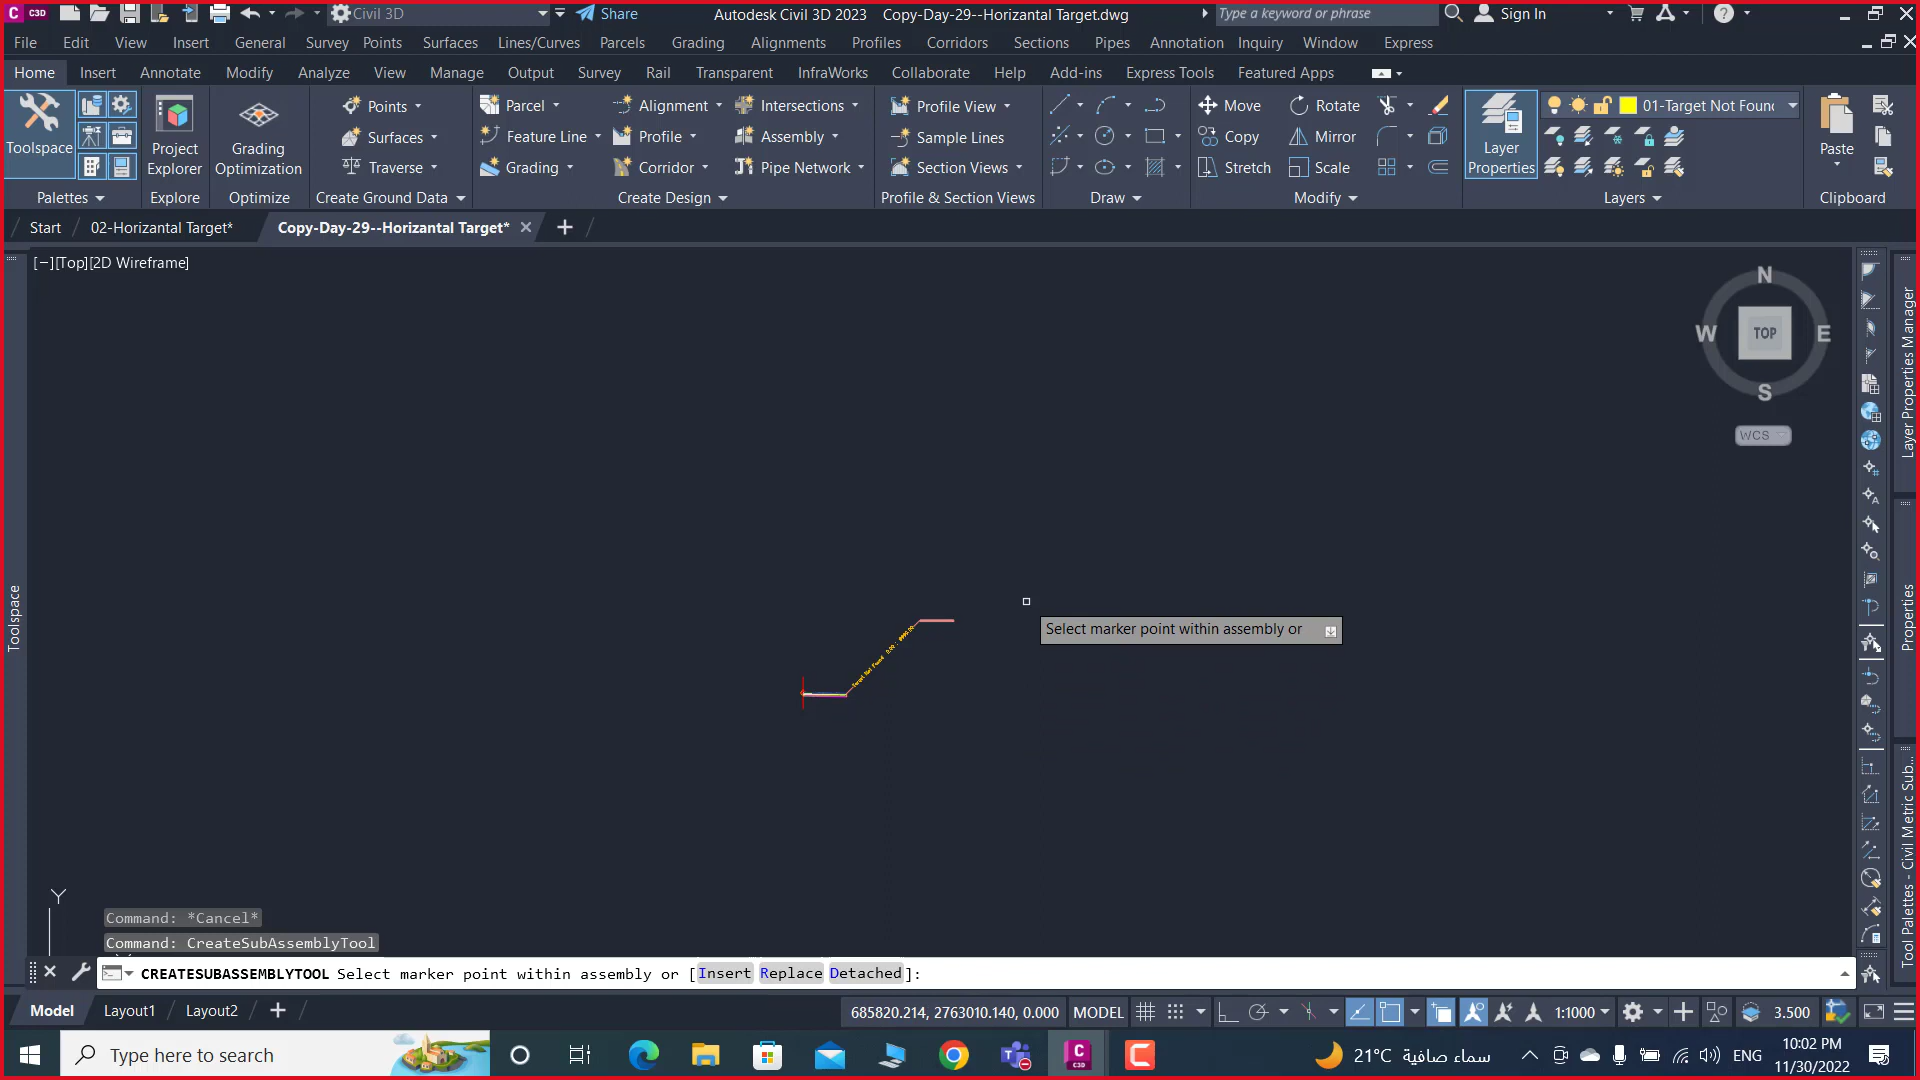 C3D Civil 3D Share Autodesk Civil 3D 2023 Copy-Day-29--Horizantal Target.dwg Type a keyword or phrase Sign In
File Edit View Insert General Survey Points Surfaces Lines/Curves Parcels Grading Alignments Profiles Corridors Sections Pipes Annotation Inquiry Window Express
Home Insert Annotate Modify Analyze View Manage Output Survey Rail Transparent InfraWorks Collaborate Help Add-ins Express Tools Featured Apps
Points Parcel Alignment Intersections Profile View Move Rotate 01-Target Not Found
Surfaces Feature Line Profile Assembly Sample Lines Copy Mirror
Toolspace Project Explorer Grading Optimization Layer Properties Paste
Traverse Grading Corridor Pipe Network Section Views Stretch Scale
Palettes Explore Optimize Create Ground Data Create Design Profile & Section Views Draw Modify Layers Clipboard
Start 02-Horizantal Target* Copy-Day-29--Horizantal Target*
[−][Top][2D Wireframe]
N
W TOP E
S
WCS
Layer Properties Manager
Properties
Tool Palettes - Civil Metric Sub...
Toolspace
Select marker point within assembly or
Target Not Found
Y
Command: *Cancel*
Command: CreateSubAssemblyTool
CREATESUBASSEMBLYTOOL Select marker point within assembly or [Insert Replace Detached]:
Model Layout1 Layout2 685820.214, 2763010.140, 0.000 MODEL 1:1000 3.500
Type here to search 21°C سماء صافية ENG 10:02 PM
11/30/2022